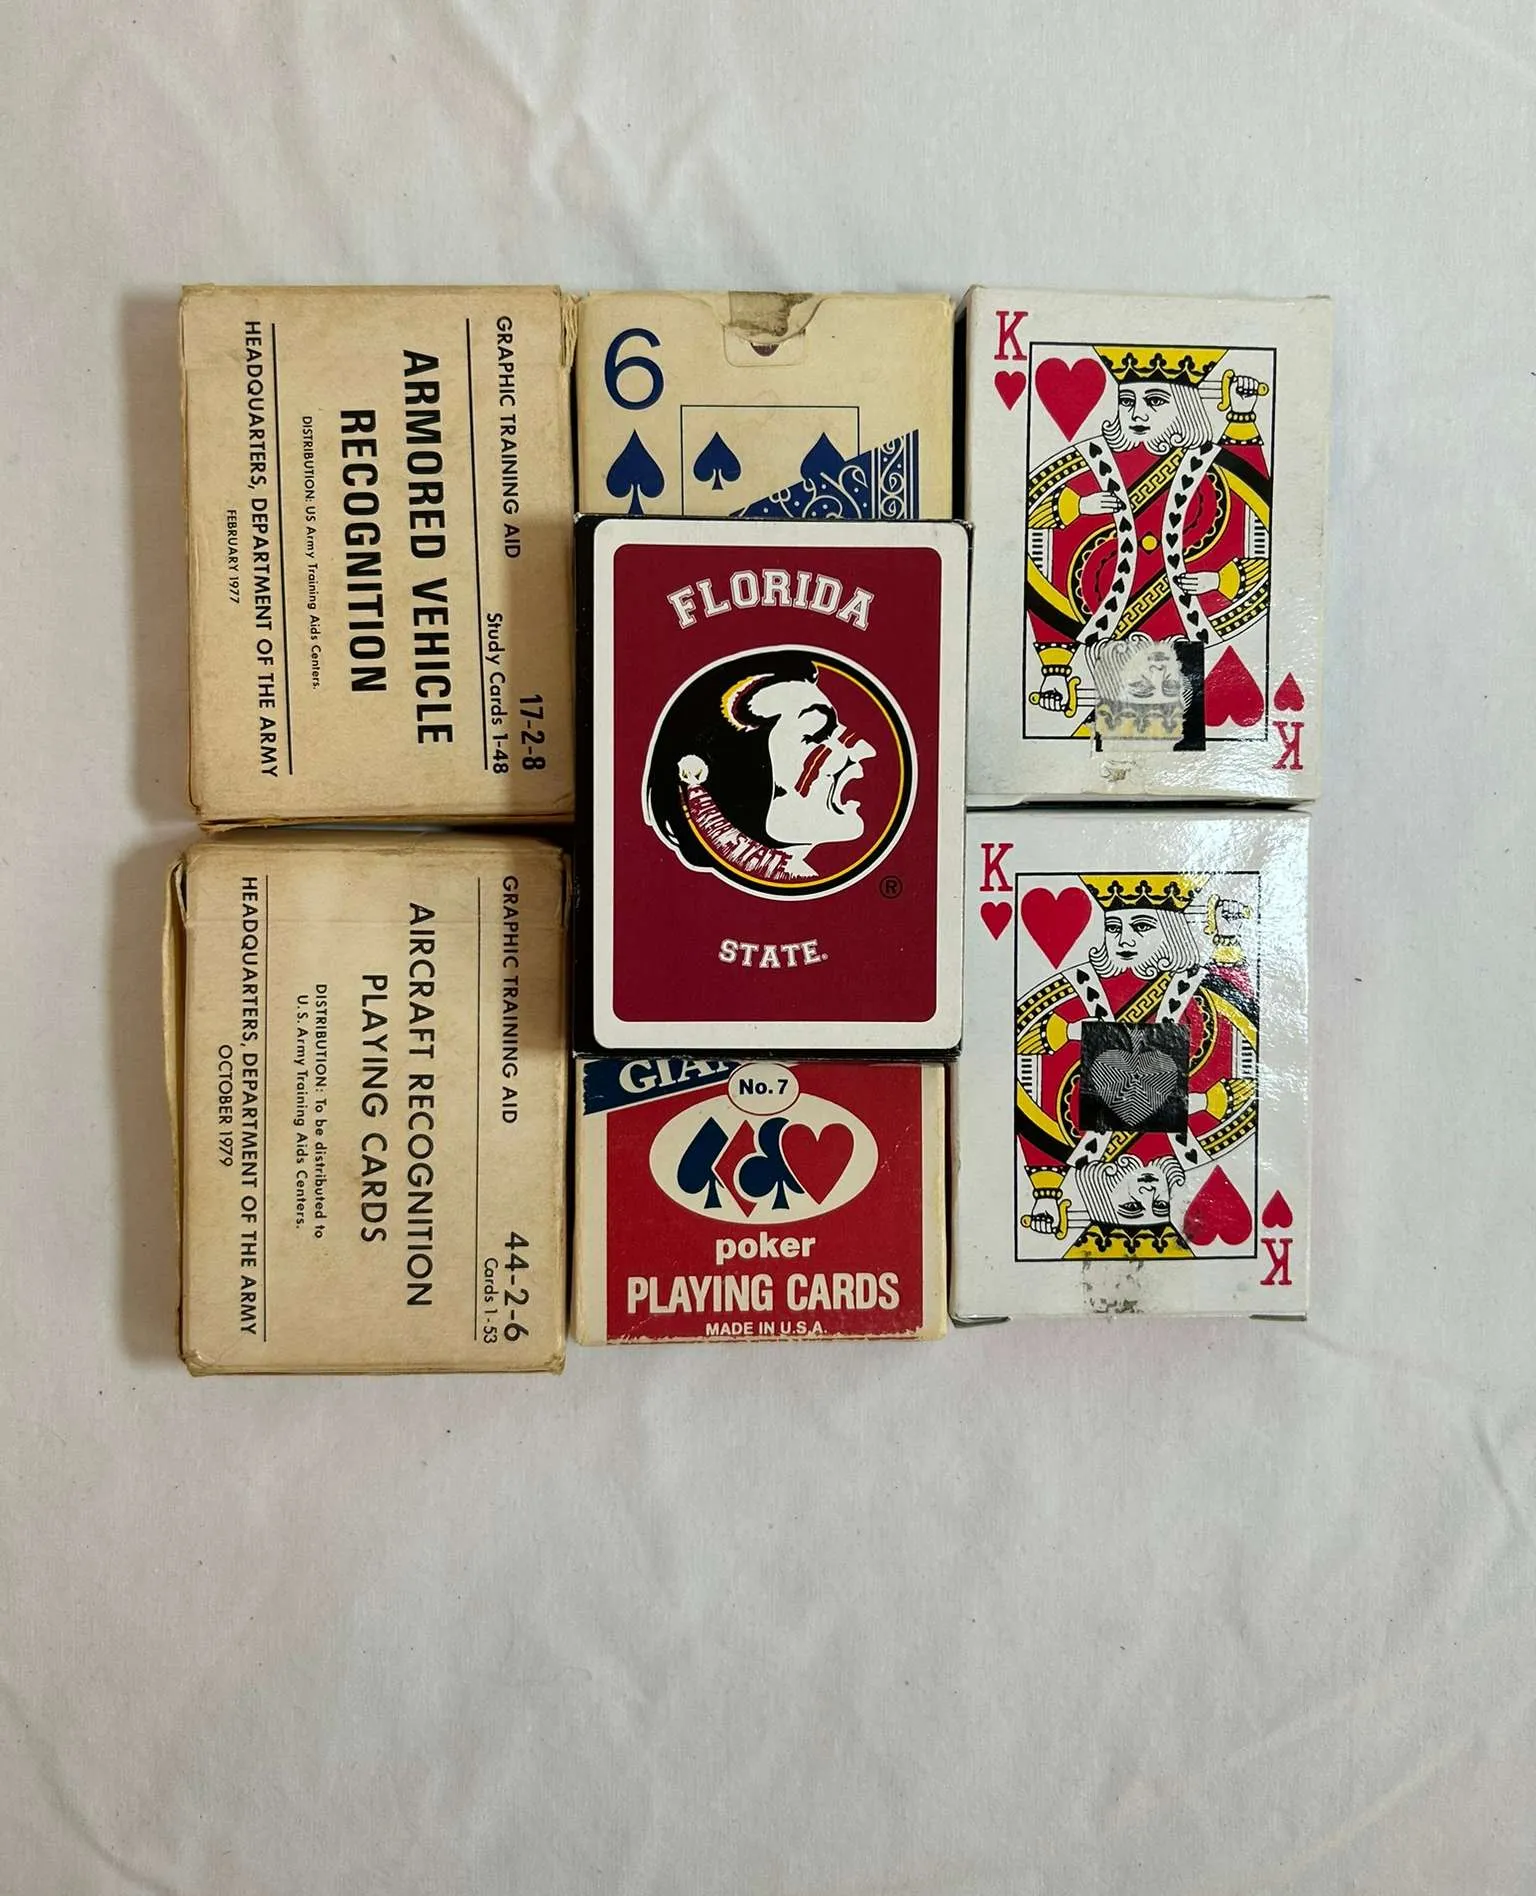 GRAPHIC TRAINING AID
17-2-8
Study Cards 1-48
ARMORED VEHICLE
RECOGNITION
DISTRIBUTION: US Army Training Aids Centers.
HEADQUARTERS, DEPARTMENT OF THE ARMY
FEBRUARY 1977
6
K
K
FLORIDA
FLORIDA STATE
®
STATE.
GRAPHIC TRAINING AID
44-2-6
Cards 1-53
AIRCRAFT RECOGNITION
PLAYING CARDS
DISTRIBUTION: To be distributed to
U.S. Army Training Aids Centers.
HEADQUARTERS, DEPARTMENT OF THE ARMY
OCTOBER 1979
No. 7
poker
PLAYING CARDS
MADE IN U.S.A.
K
K